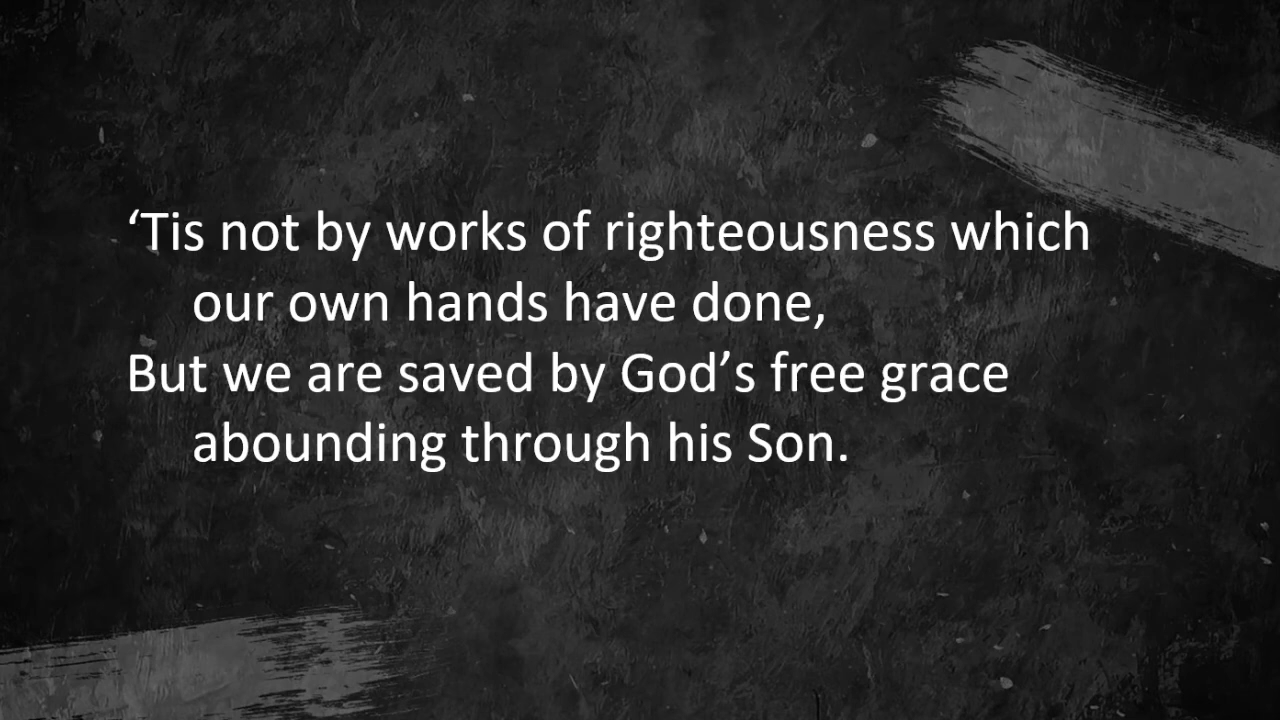 ‘Tis not by works of righteousness which
our own hands have done,
But we are saved by God’s free grace
abounding through his Son.